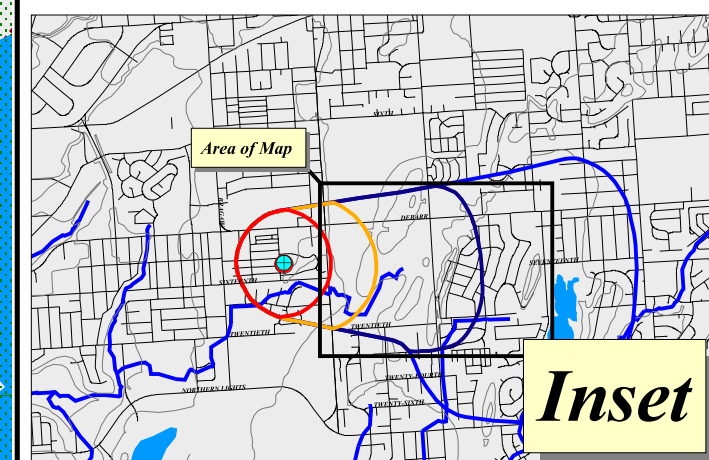 SIXTH
Area of Map
DEBARR
SEVENTEENTH
SIXTEENTH
TWENTIETH
TWENTIETH
TWENTY-FOURTH
NORTHERN LIGHTS
TWENTY-SIXTH
Inset